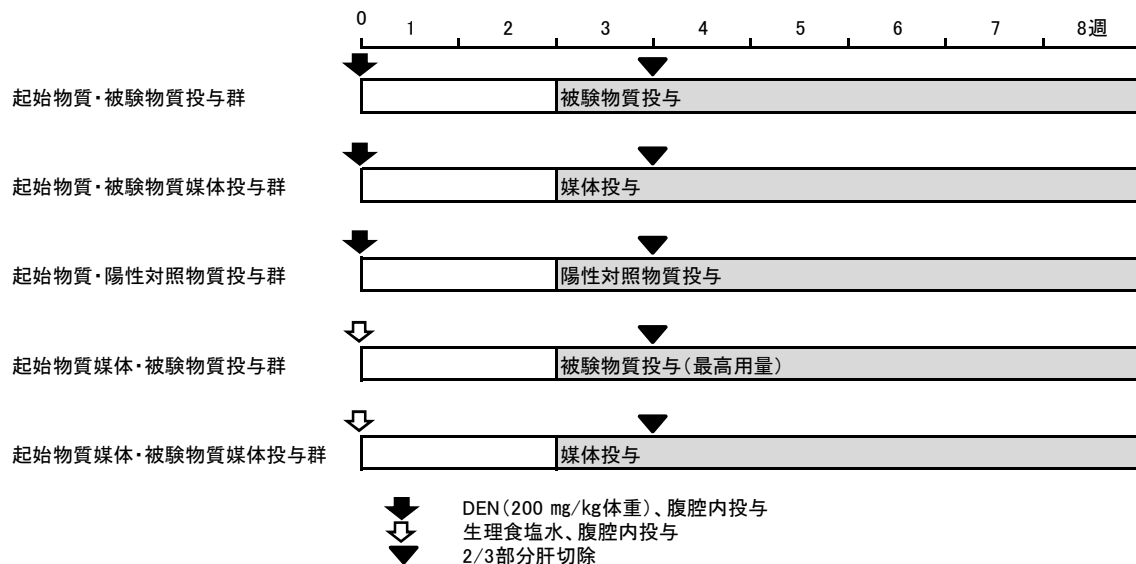 0 1 2 3 4 5 6 7 8週
起始物質・被験物質投与群 被験物質投与
起始物質・被験物質媒体投与群 媒体投与
起始物質・陽性対照物質投与群 陽性対照物質投与
起始物質媒体・被験物質投与群 被験物質投与(最高用量)
起始物質媒体・被験物質媒体投与群 媒体投与
DEN(200 mg/kg体重)、腹腔内投与
生理食塩水、腹腔内投与
2/3部分肝切除